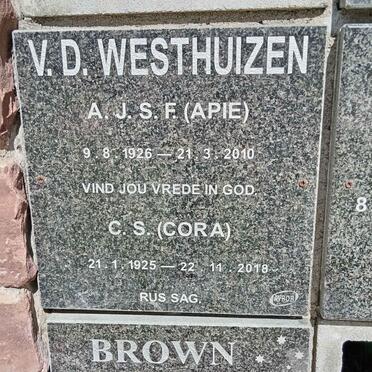 V. D. WESTHUIZEN
A. J. S. F. (APIE)
9 . 8 . 1926 — 21 . 3 . 2010
VIND JOU VREDE IN GOD.
C. S. (CORA)
21 . 1 . 1925 — 22 . 11 . 2018
RUS SAG.
8
BROWN